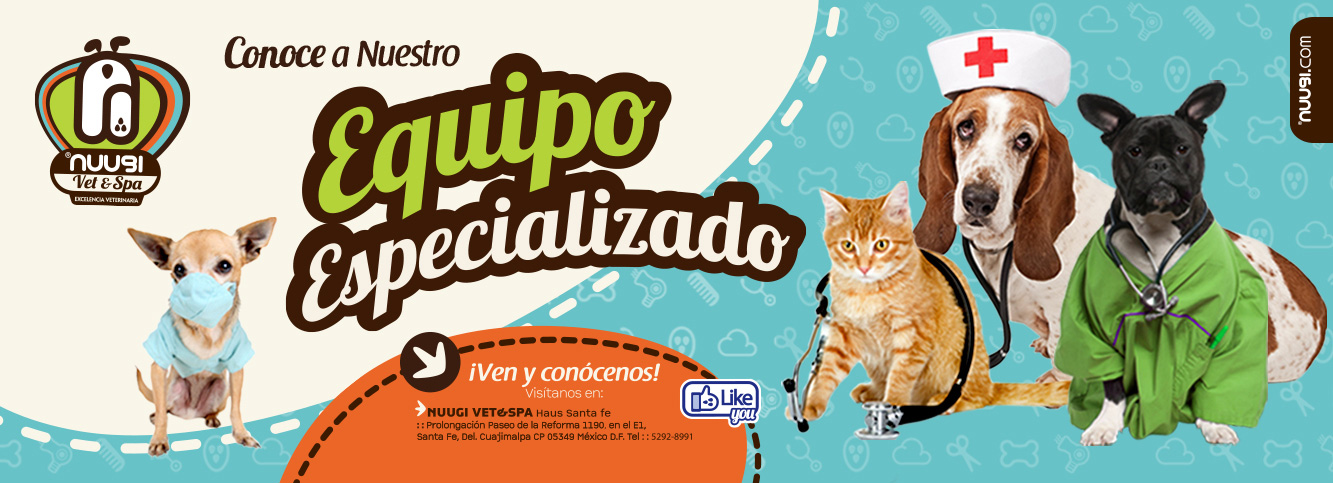 nuugi
Vet & Spa
EXCELENCIA VETERINARIA
Conoce a Nuestro
Equipo
Especializado
¡Ven y conócenos!
Visítanos en:
NUUGI VET&SPA Haus Santa fe
:: Prolongación Paseo de la Reforma 1190. en el E1,
Santa Fe, Del. Cuajimalpa CP 05349 México D.F. Tel :: 5292-8991
Like
you
nuugi.com